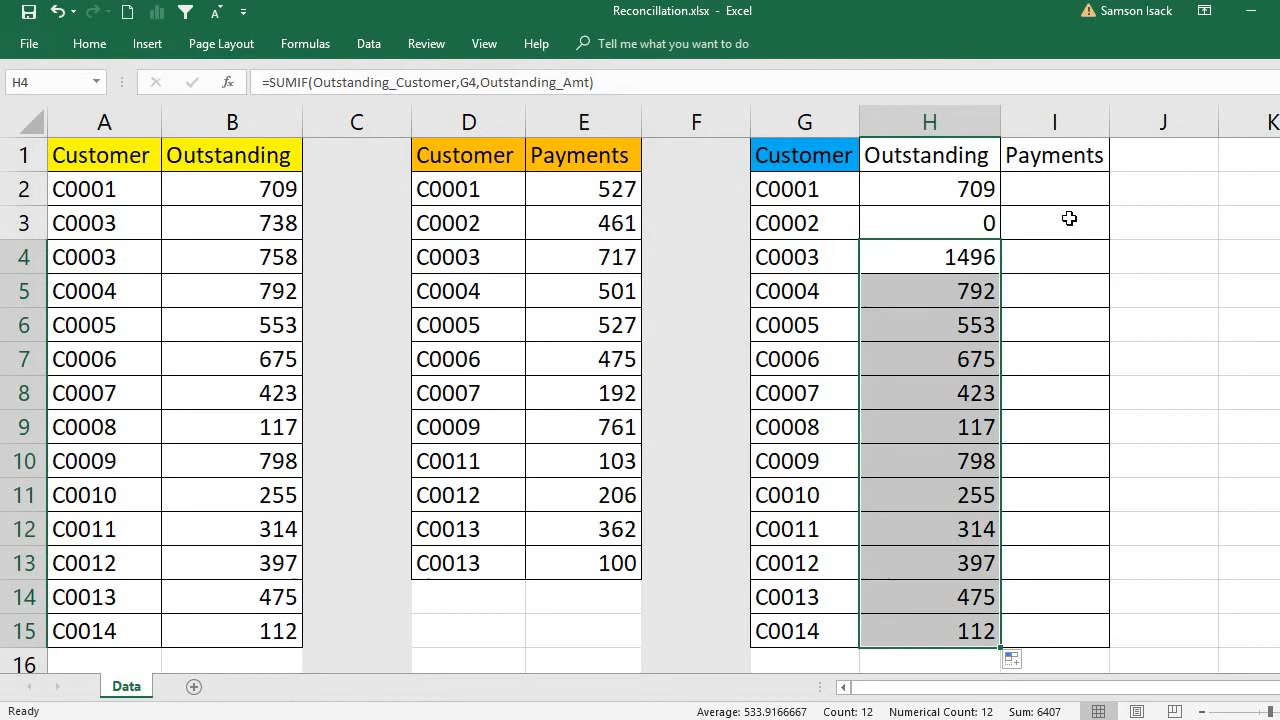 Reconcillation.xlsx - Excel
Samson Isack
File Home Insert Page Layout Formulas Data Review View Help Tell me what you want to do
H4 fx =SUMIF(Outstanding_Customer,G4,Outstanding_Amt)
A B C D E F G H I J K
1 Customer Outstanding Customer Payments Customer Outstanding Payments
2 C0001 709 C0001 527 C0001 709
3 C0003 738 C0002 461 C0002 0
4 C0003 758 C0003 717 C0003 1496
5 C0004 792 C0004 501 C0004 792
6 C0005 553 C0005 527 C0005 553
7 C0006 675 C0006 475 C0006 675
8 C0007 423 C0007 192 C0007 423
9 C0008 117 C0009 761 C0008 117
10 C0009 798 C0011 103 C0009 798
11 C0010 255 C0012 206 C0010 255
12 C0011 314 C0013 362 C0011 314
13 C0012 397 C0013 100 C0012 397
14 C0013 475 C0013 475
15 C0014 112 C0014 112
16
Data
Ready Average: 533.9166667 Count: 12 Numerical Count: 12 Sum: 6407